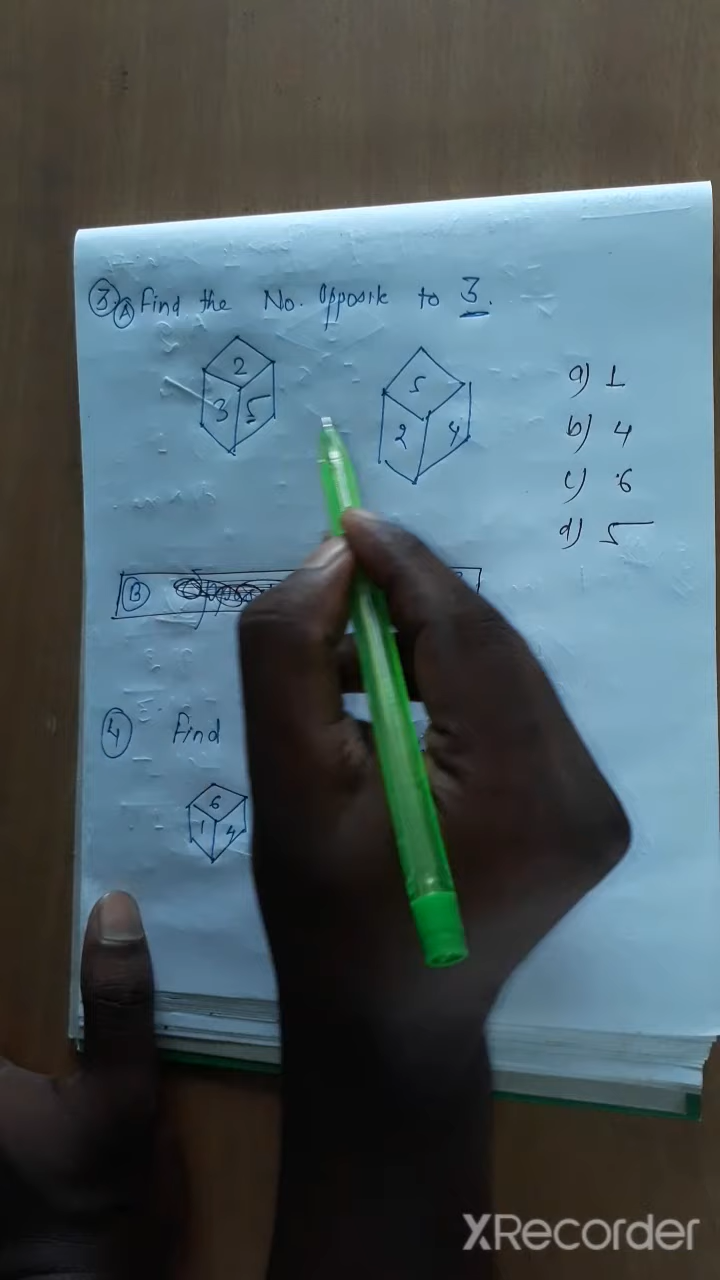 3 A Find the No. Opposite to 3.
2
3 5
5
2 4
a) 1
b) 4
c) 6
d) 5
B
4 Find
6
1 4
XRecorder